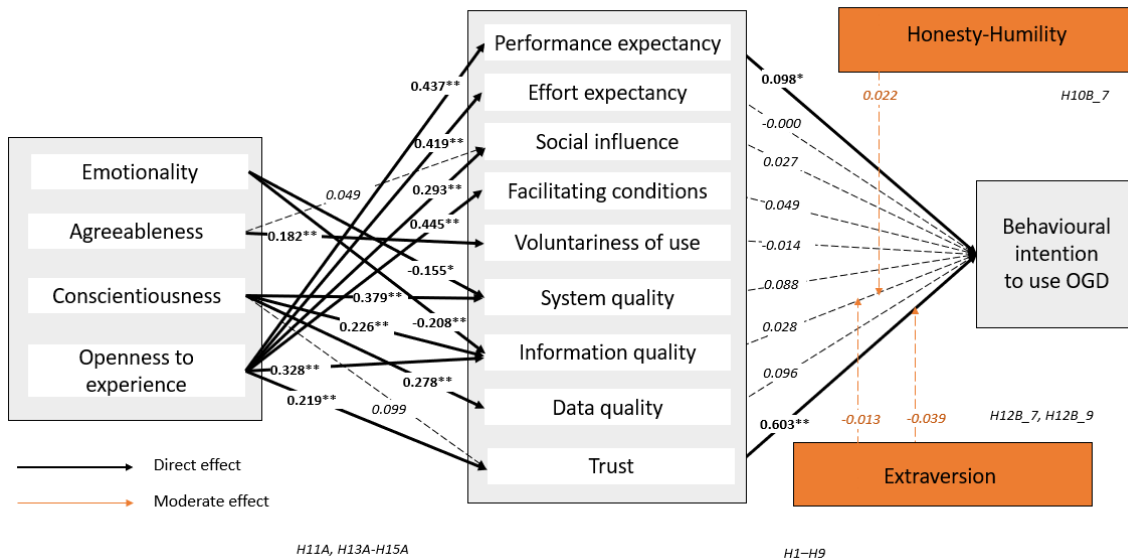 Emotionality
Agreeableness
Conscientiousness
Openness to
experience
Direct effect
Moderate effect
0.437**
0.419**
0.049
0.293**
0.445**
0.182**
-0.155*
0.379**
0.226**
-0.208**
0.328**
0.278**
0.219**
0.099
H11A, H13A-H15A
Performance expectancy
Effort expectancy
Social influence
Facilitating conditions
Voluntariness of use
System quality
Information quality
Data quality
Trust
0.098*
-0.000
0.027
0.049
-0.014
0.088
0.028
0.096
0.603**
H1–H9
Honesty-Humility
0.022
H10B_7
Behavioural
intention
to use OGD
-0.013
-0.039
H12B_7, H12B_9
Extraversion